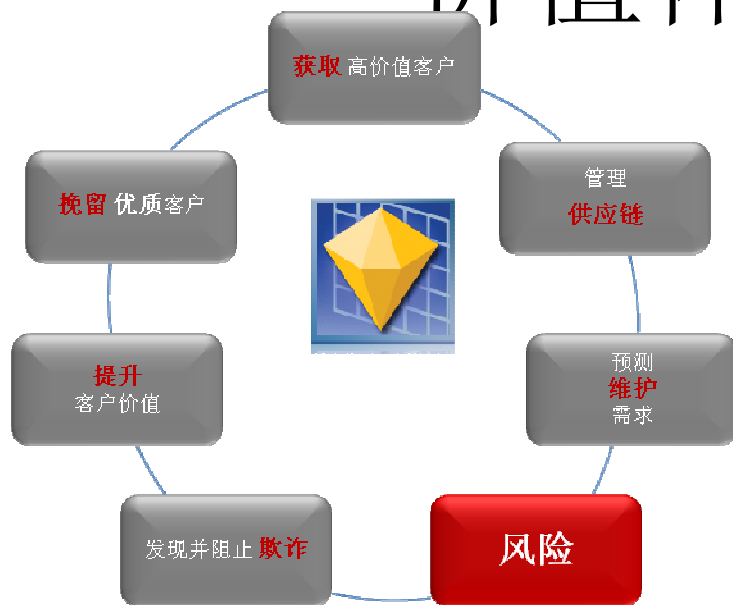 价值
获取 高价值客户
管理
供应链
挽留 优质客户
预测
维护
需求
提升
客户价值
发现并阻止 欺诈
风险